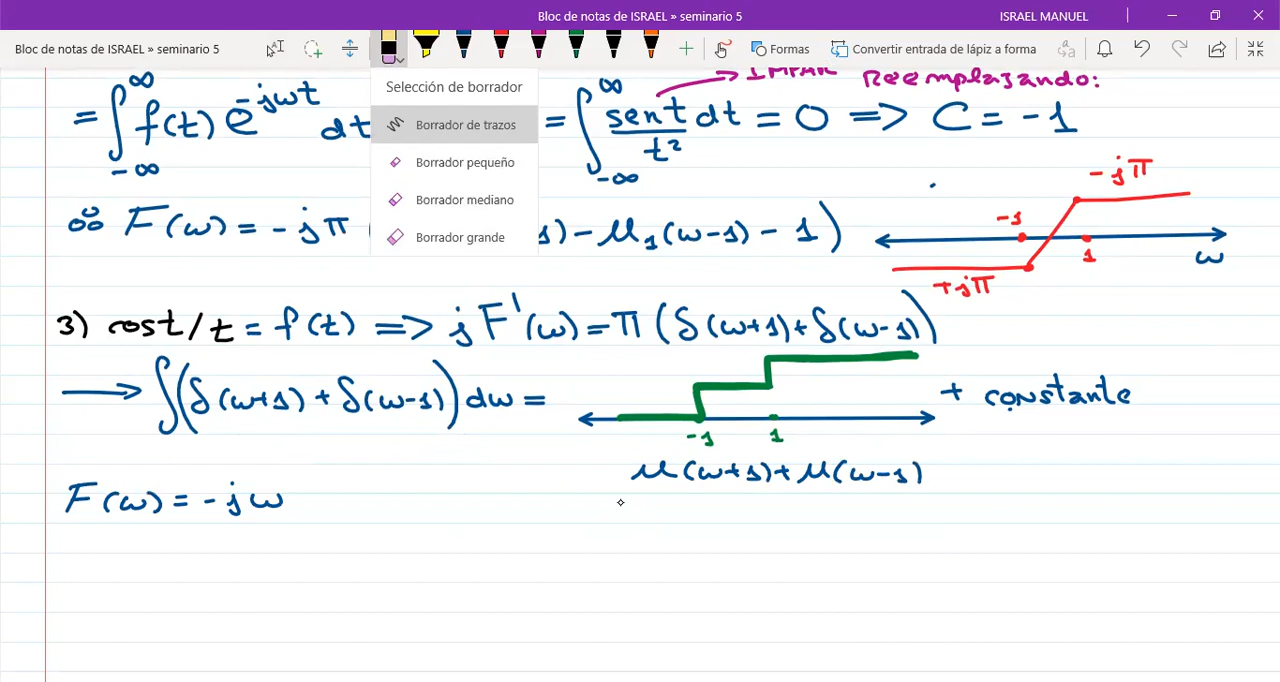 Bloc de notas de ISRAEL » seminario 5
ISRAEL MANUEL
Bloc de notas de ISRAEL » seminario 5
Formas
Convertir entrada de lápiz a forma
Selección de borrador
Borrador de trazos
Borrador pequeño
Borrador mediano
Borrador grande
IMPAR Reemplazando:
= ∫_{-∞}^{∞} f(t) e^{-jωt} dt = ∫_{-∞}^{∞} sent/t² dt = 0 => C = -1
∴ F(ω) = -jπ s) - μ₁(ω-1) - 1)
-jπ
-1
1
ω
+jπ
3) cost/t = f(t) => jF'(ω) = π(δ(ω+1) + δ(ω-1))
→ ∫(δ(ω+1) + δ(ω-1)) dω = + constante
-1 1
μ(ω+1) + μ(ω-1)
F(ω) = -jω